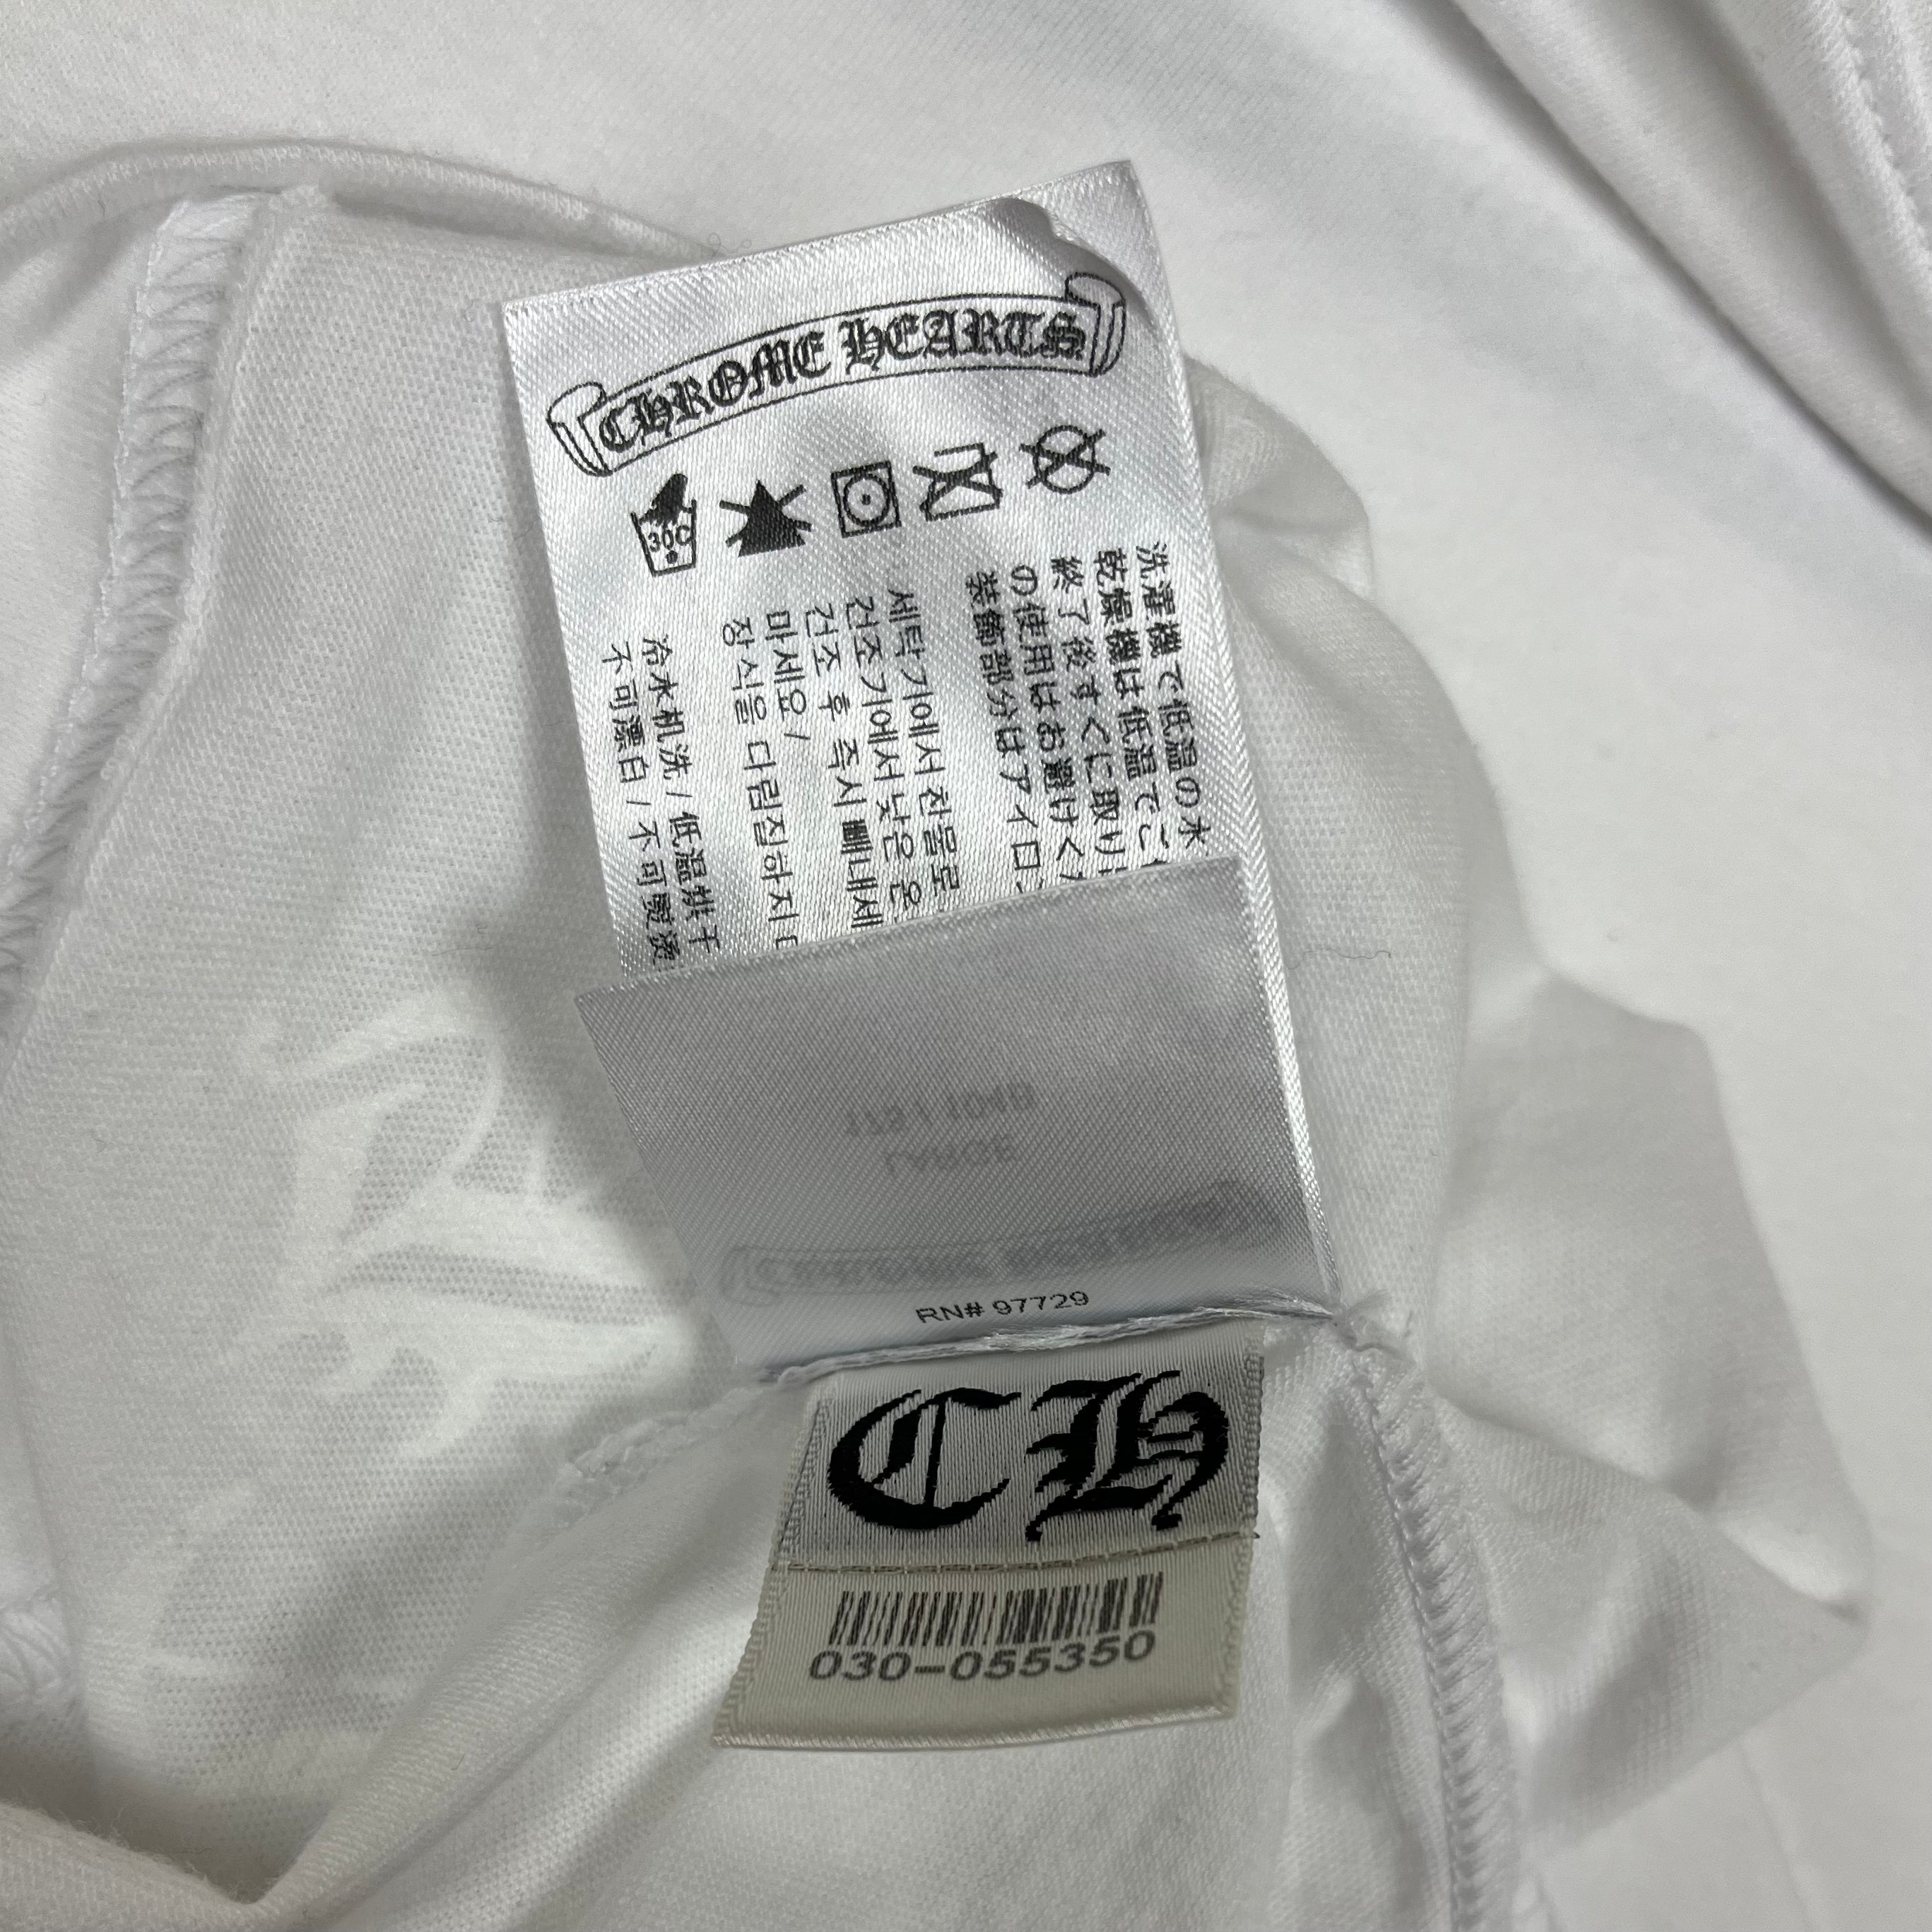 CHROME HEARTS
30C
洗濯機で低温の水
乾燥機は低温で
終了後すぐに取り
の使用はお避けく
装飾部分はアイロ
세탁기에서 찬물로
건조기에서 낮은 온
건조 후 즉시 빼내세
마세요 /
장식을 다림질하지
冷水机洗 / 低温烘干
不可漂白 / 不可熨烫
LARGE
CHROME HEARTS
RN# 97729
CH
030-055350